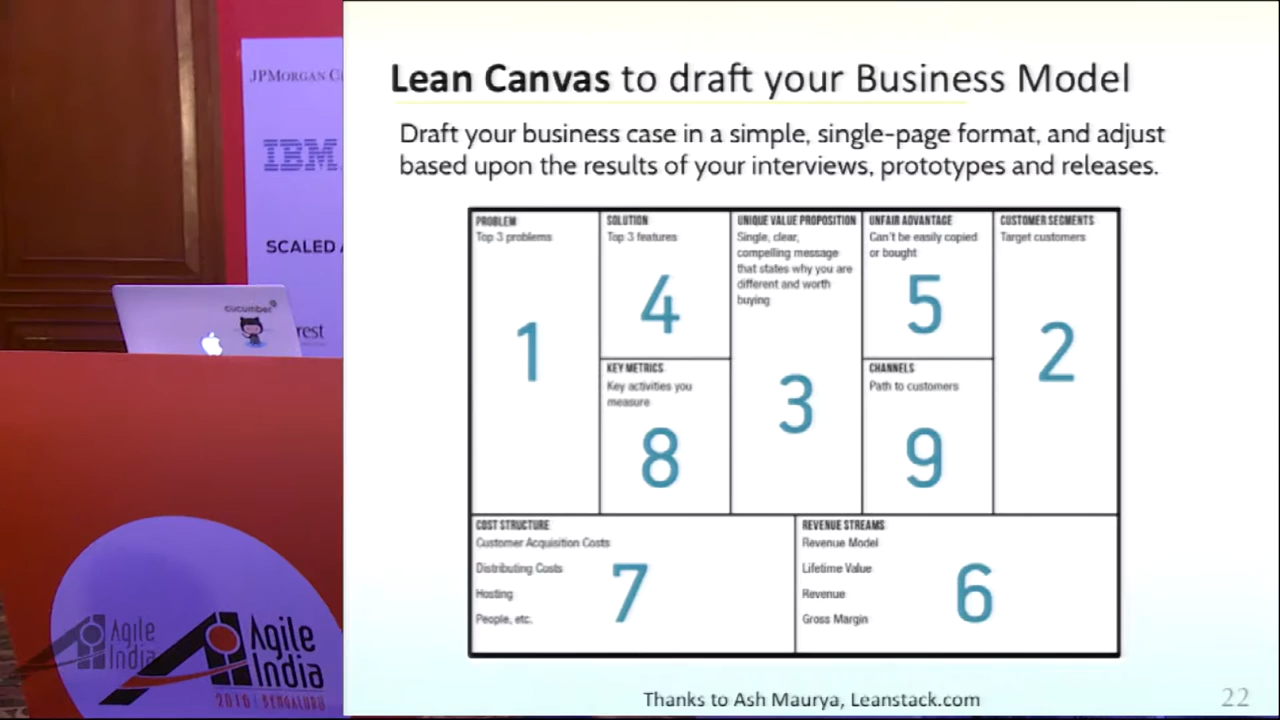 Lean Canvas to draft your Business Model
Draft your business case in a simple, single-page format, and adjust
based upon the results of your interviews, prototypes and releases.
PROBLEM
Top 3 problems
1
SOLUTION
Top 3 features
4
KEY METRICS
Key activities you
measure
8
UNIQUE VALUE PROPOSITION
Single, clear,
compelling message
that states why you are
different and worth
buying
3
UNFAIR ADVANTAGE
Can't be easily copied
or bought
5
CHANNELS
Path to customers
9
CUSTOMER SEGMENTS
Target customers
2
COST STRUCTURE
Customer Acquisition Costs
Distributing Costs
Hosting
People, etc.
7
REVENUE STREAMS
Revenue Model
Lifetime Value
Revenue
Gross Margin
6
Thanks to Ash Maurya, Leanstack.com
22
JPMORGAN
IBM
SCALED
cucumber
rest
Agile
India
Agile
India
2016 BENGALURU